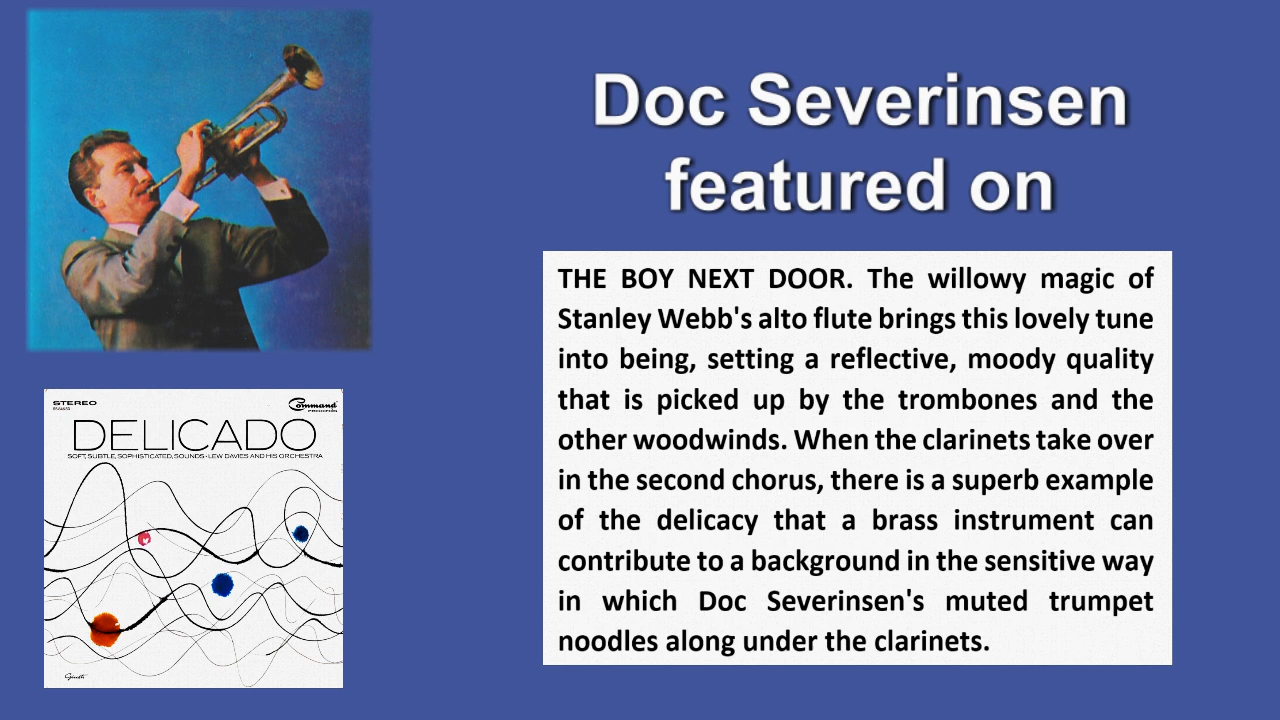 Doc Severinsen
featured on
THE BOY NEXT DOOR. The willowy magic of
Stanley Webb's alto flute brings this lovely tune
into being, setting a reflective, moody quality
that is picked up by the trombones and the
other woodwinds. When the clarinets take over
in the second chorus, there is a superb example
of the delicacy that a brass instrument can
contribute to a background in the sensitive way
in which Doc Severinsen's muted trumpet
noodles along under the clarinets.
STEREO
Command
RECORDS
DELICADO
SOFT, SUBTLE, SOPHISTICATED, SOUNDS · LEW DAVIES AND HIS ORCHESTRA